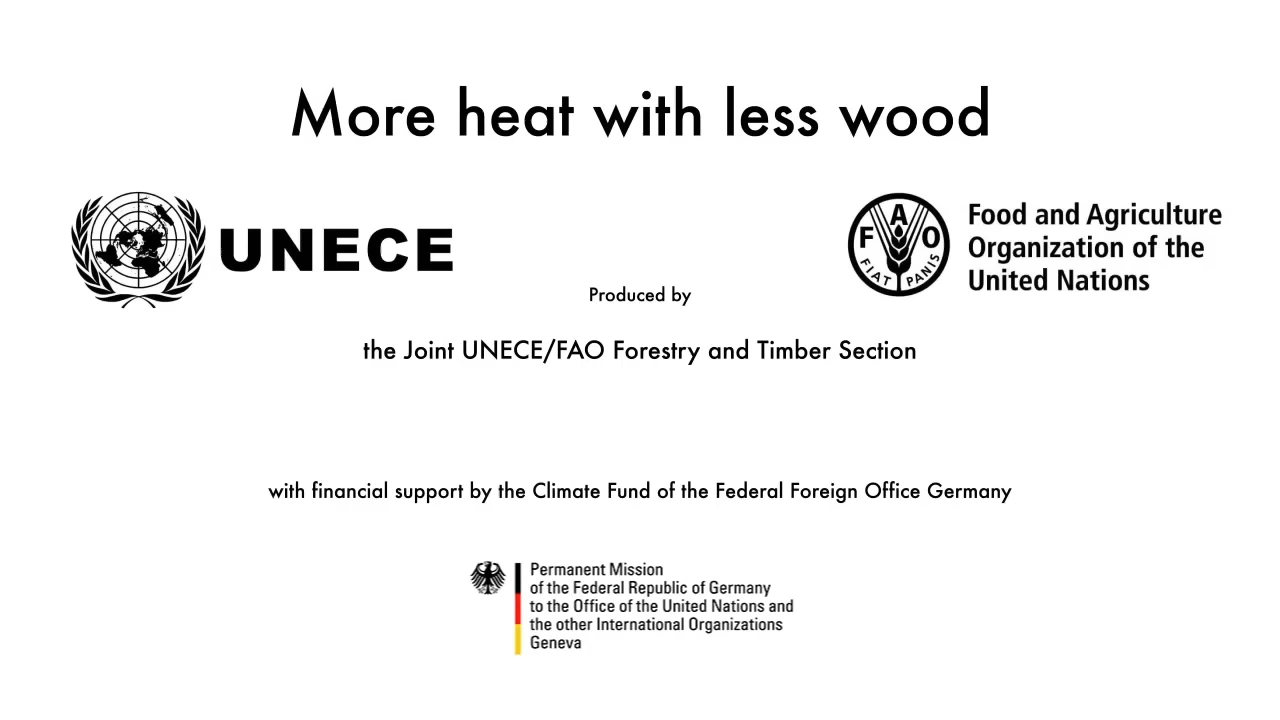 More heat with less wood
UNECE
F A O
FIAT PANIS
Food and Agriculture
Organization of the
United Nations
Produced by
the Joint UNECE/FAO Forestry and Timber Section
with financial support by the Climate Fund of the Federal Foreign Office Germany
Permanent Mission
of the Federal Republic of Germany
to the Office of the United Nations and
the other International Organizations
Geneva